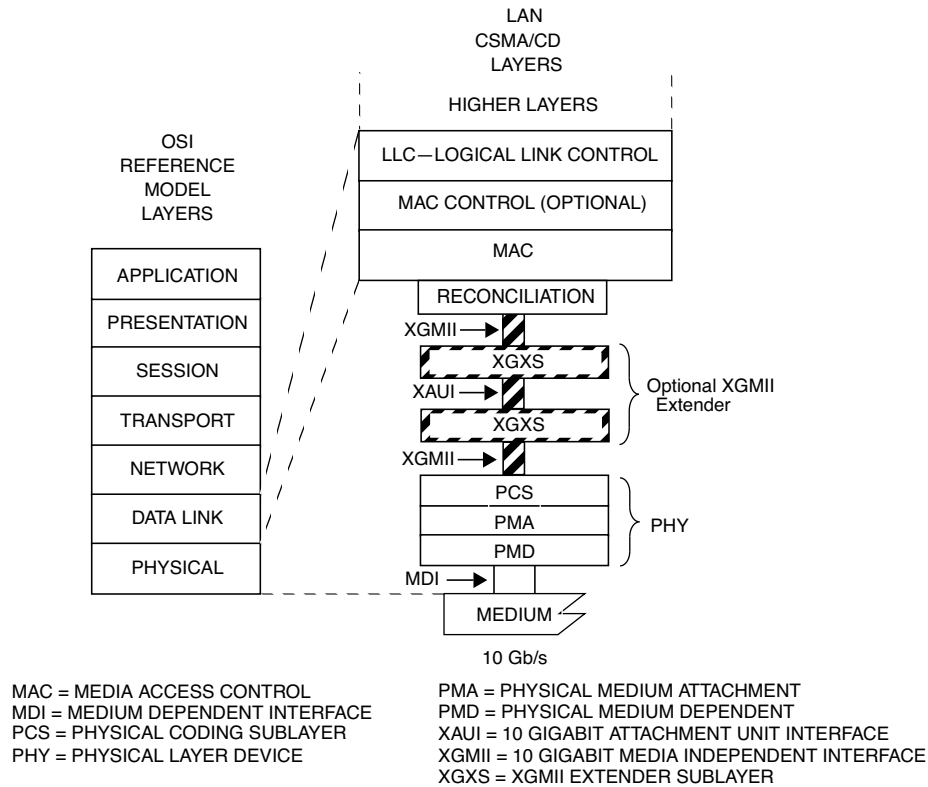 LAN
CSMA/CD
LAYERS
HIGHER LAYERS
OSI
REFERENCE
MODEL
LAYERS
LLC—LOGICAL LINK CONTROL
MAC CONTROL (OPTIONAL)
MAC
RECONCILIATION
APPLICATION
PRESENTATION
SESSION
TRANSPORT
NETWORK
DATA LINK
PHYSICAL
XGMII
XGXS
XAUI
XGXS
XGMII
Optional XGMII
Extender
PCS
PMA
PMD
PHY
MDI
MEDIUM
10 Gb/s
MAC = MEDIA ACCESS CONTROL
MDI = MEDIUM DEPENDENT INTERFACE
PCS = PHYSICAL CODING SUBLAYER
PHY = PHYSICAL LAYER DEVICE
PMA = PHYSICAL MEDIUM ATTACHMENT
PMD = PHYSICAL MEDIUM DEPENDENT
XAUI = 10 GIGABIT ATTACHMENT UNIT INTERFACE
XGMII = 10 GIGABIT MEDIA INDEPENDENT INTERFACE
XGXS = XGMII EXTENDER SUBLAYER